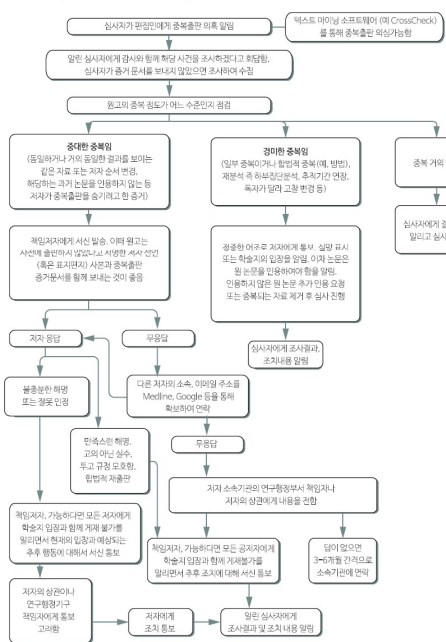 심사자가 편집인에게 중복출판 의혹 알림
텍스트 마이닝 소프트웨어 (예 CrossCheck)
를 통해 중복출판 의심가능함
알린 심사자에게 감사와 함께 해당 사건을 조사하겠다고 회답함,
심사자가 증거 문서를 보내지 않았으면 조사하여 수집
원고의 중복 정도가 어느 수준인지 점검
중대한 중복임
(동일하거나 거의 동일한 결과를 보이는
같은 자료 또는 저자 순서 변경,
해당하는 과거 논문을 인용하지 않는 등
저자가 중복출판을 숨기려고 한 증거)
경미한 중복임
(일부 중복이거나 합법적 중복(예, 방법),
재분석 즉 하부집단분석, 추적기간 연장,
독자가 달라 고찰 변경 등)
중복 거의
책임저자에게 서신 발송, 이때 원고는
사전에 출판하지 않았다고 서명한 저자 선언
(혹은 표지편지) 사본과 중복출판
증거문서를 함께 보내는 것이 좋음
정중한 어조로 저자에게 통보, 실망 표시
또는 학술지의 입장을 알림, 이차 논문은
원 논문을 인용하여야 함을 알림,
인용하지 않은 원 논문 추가 인용 요청
또는 중복되는 자료 제거 후 심사 진행
심사자에게 결
알리고 심사
저자 응답
무응답
심사자에게 조사결과,
조치내용 알림
불충분한 해명
또는 잘못 인정
다른 저자의 소속, 이메일 주소를
Medline, Google 등을 통해
확보하여 연락
만족스런 해명,
고의 아닌 실수,
투고 규정 모호함,
합법적 재출판
무응답
저자 소속기관의 연구행정부서 책임자나
저자의 상관에게 내용을 전함
책임저자, 가능하다면 모든 저자에게
학술지 입장과 함께 게재 불가를
알리면서 현재의 입장과 예상되는
추후 행동에 대해서 서신 통보
책임저자, 가능하다면 모든 공저자에게
학술지 입장과 함께 게재불가를
알리면서 추후 조치에 대해 서신 통보
답이 없으면
3-6개월 간격으로
소속기관에 연락
저자의 상관이나
연구행정기구
책임자에게 통보
고려함
저자에게
조치 통보
알린 심사자에게
조사결과 및 조치 내용 알림